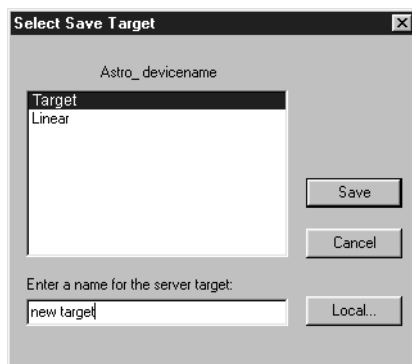 Select Save Target
Astro_ devicename
Target
Linear
Save
Cancel
Enter a name for the server target:
new target
Local...